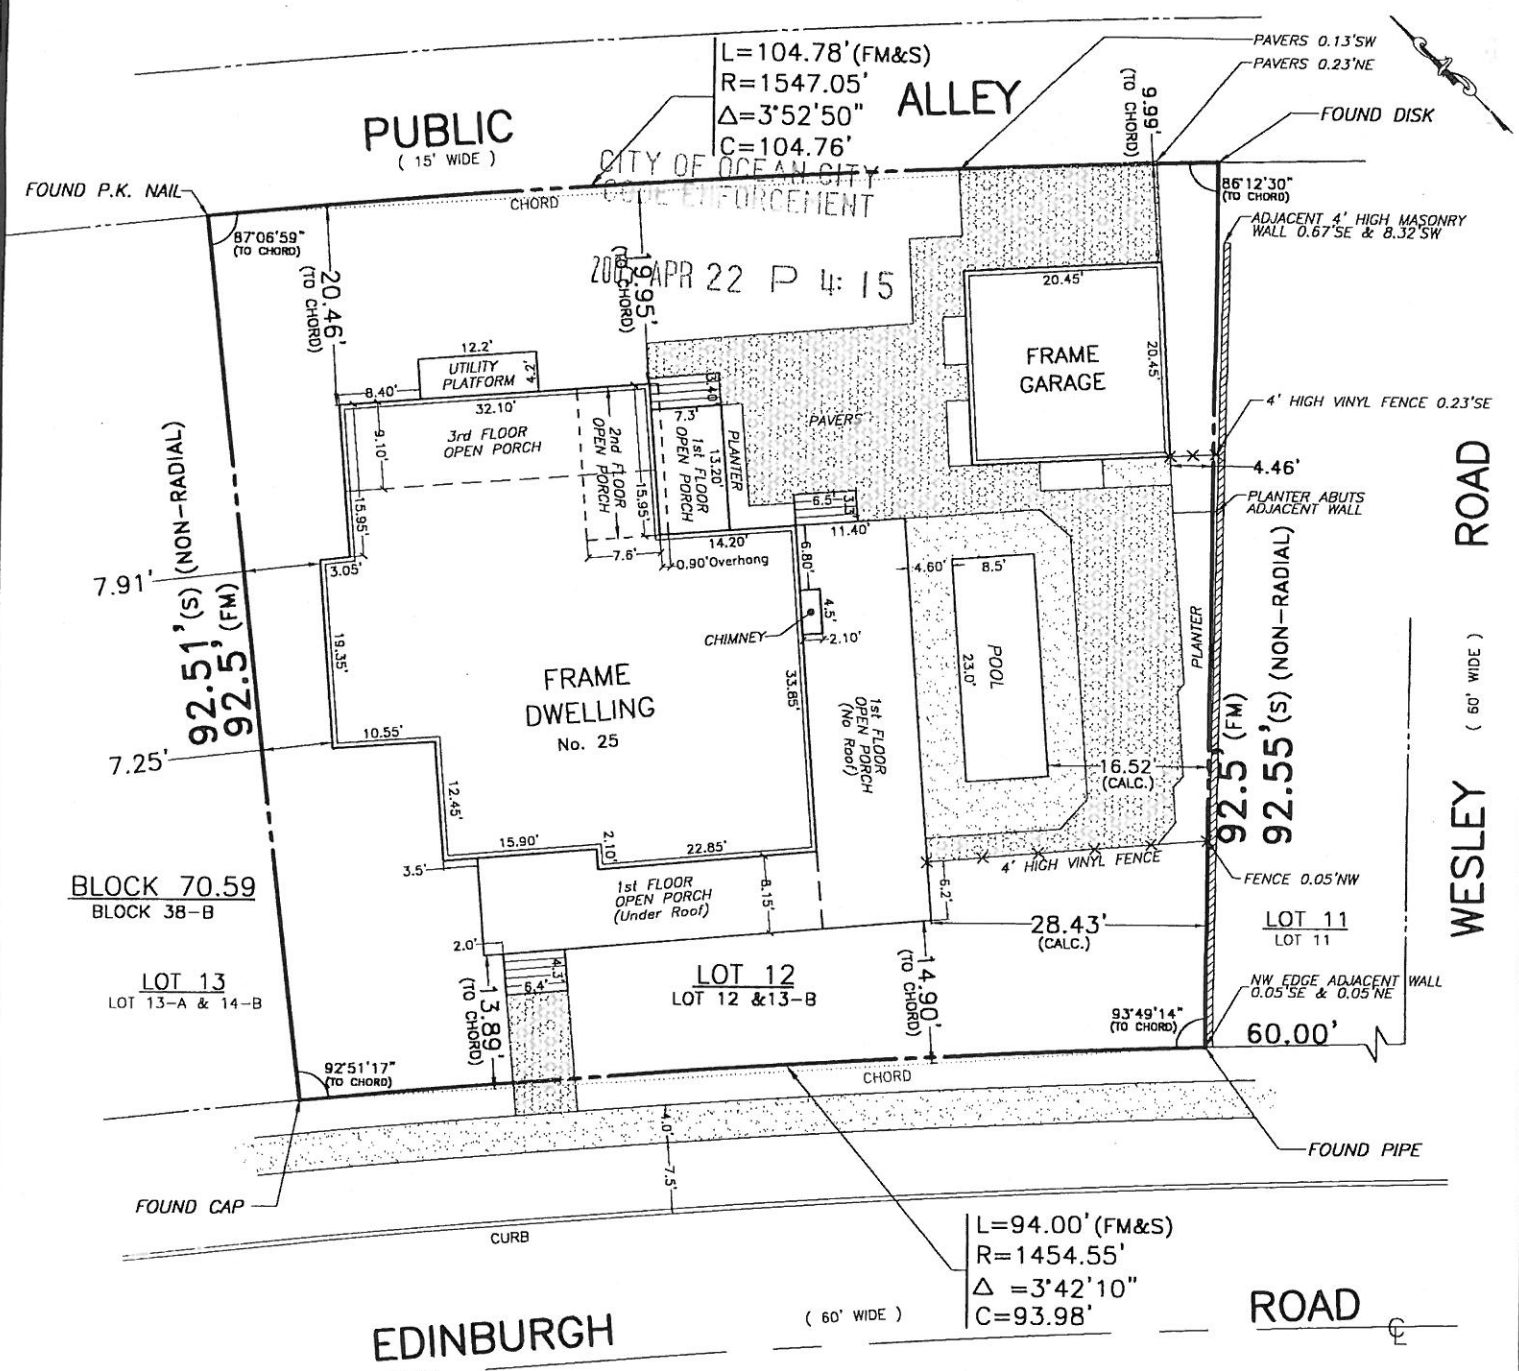 L=104.78'(FM&S)
R=1547.05'
Δ=3°52'50"
C=104.76'
PUBLIC
( 15' WIDE )
ALLEY
PAVERS 0.13'SW
PAVERS 0.23'NE
9.99'
(TO CHORD)
FOUND DISK
FOUND P.K. NAIL
CITY OF OCEAN CITY
CODE ENFORCEMENT
APR 22 P 4: 15
CHORD
87°06'59"
(TO CHORD)
86°12'30"
(TO CHORD)
ADJACENT 4' HIGH MASONRY
WALL 0.67'SE & 8.32'SW
20.46'
(TO CHORD)
19.95'
(TO CHORD)
20.45'
FRAME
GARAGE
20.45'
12.2'
UTILITY
PLATFORM
4.2'
8.40'
32.10'
3rd FLOOR
OPEN PORCH
9.10'
15.95'
2nd FLOOR
OPEN PORCH
15.95'
7.6'
3.40'
7.3'
1st FLOOR
OPEN PORCH
13.20'
PLANTER
PAVERS
4' HIGH VINYL FENCE 0.23'SE
4.46'
PLANTER ABUTS
ADJACENT WALL
6.5'
11.40'
14.20'
0.90'Overhang
6.80'
4.60'
8.5'
CHIMNEY
4.5'
2.10'
3.05'
7.91'
92.51'(S) (NON-RADIAL)
92.5' (FM)
19.35'
7.25'
10.55'
FRAME
DWELLING
No. 25
33.85'
1st FLOOR
OPEN PORCH
(No Roof)
POOL
23.0'
16.52'
(CALC.)
PLANTER
92.5' (FM)
92.55'(S) (NON-RADIAL)
WESLEY
( 60' WIDE )
ROAD
12.45'
15.90'
2.10'
22.85'
3.5'
4' HIGH VINYL FENCE
FENCE 0.05'NW
BLOCK 70.59
BLOCK 38-B
1st FLOOR
OPEN PORCH
(Under Roof)
8.15'
6.2'
28.43'
(CALC.)
LOT 11
LOT 11
2.0'
4.3'
6.4'
13.89'
(TO CHORD)
LOT 13
LOT 13-A & 14-B
LOT 12
LOT 12 &13-B
14.90'
(TO CHORD)
NW EDGE ADJACENT WALL
0.05'SE & 0.05'NE
93°49'14"
(TO CHORD)
60.00'
92°51'17"
(TO CHORD)
CHORD
FOUND PIPE
4.0'
7.5'
FOUND CAP
CURB
L=94.00'(FM&S)
R=1454.55'
Δ =3°42'10"
C=93.98'
EDINBURGH
( 60' WIDE )
ROAD